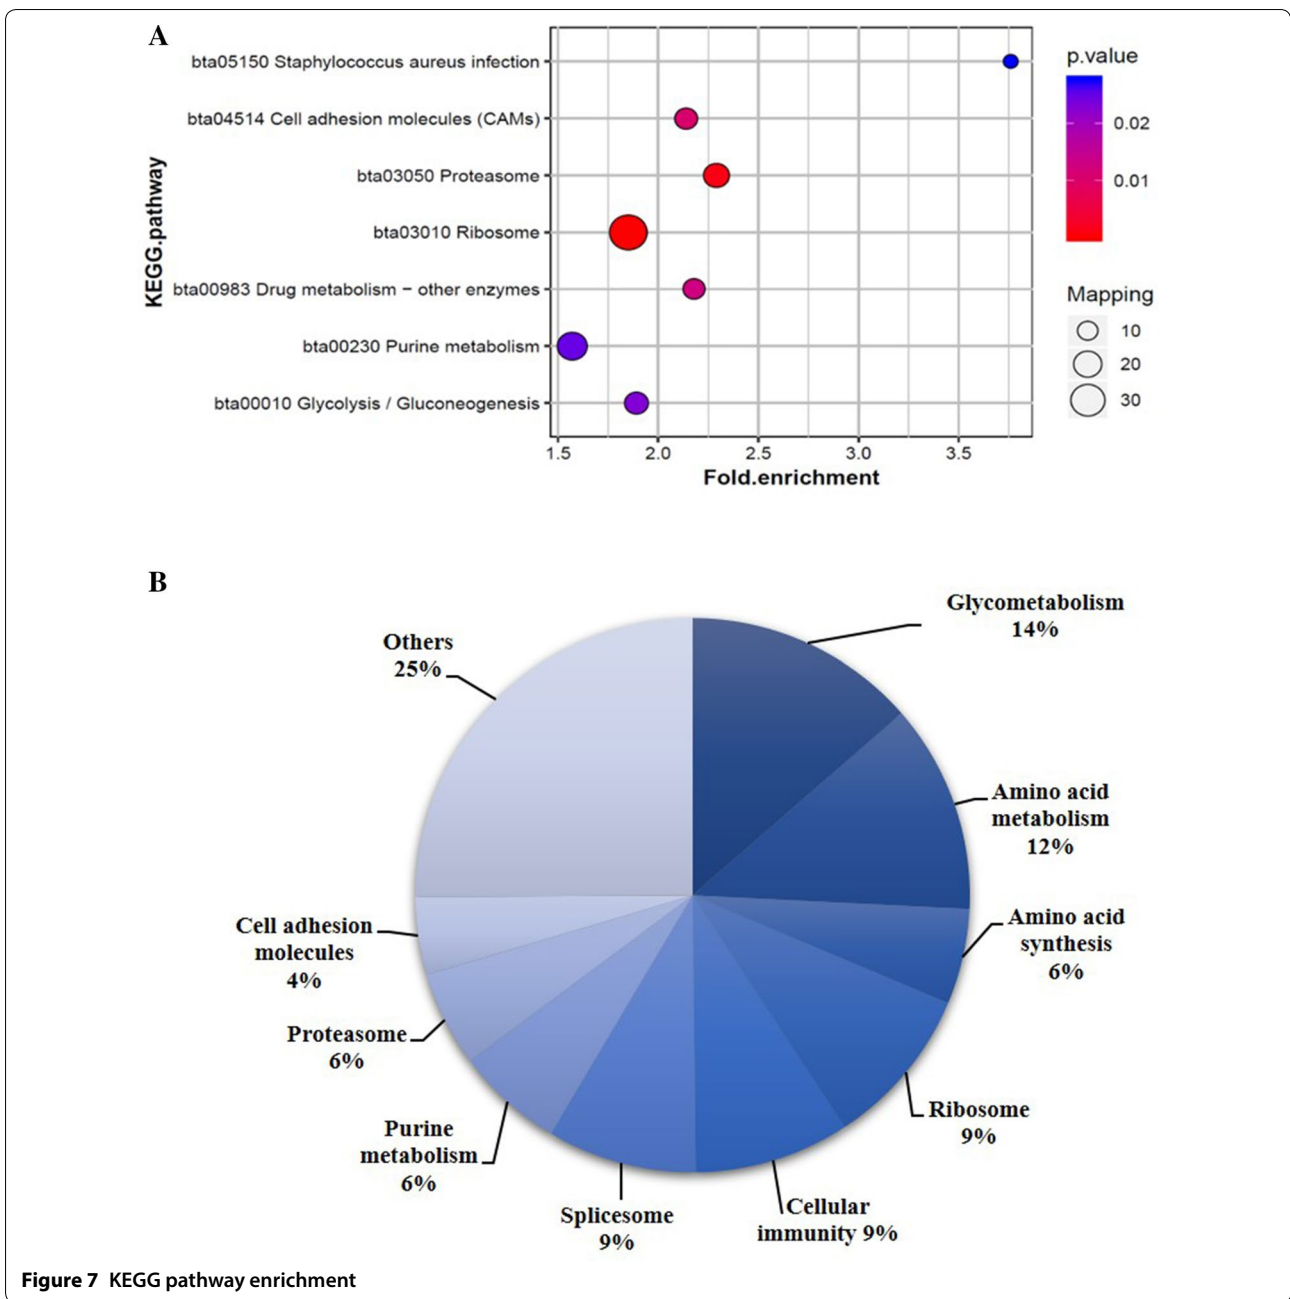 A
bta05150 Staphylococcus aureus infection
bta04514 Cell adhesion molecules (CAMs)
bta03050 Proteasome
bta03010 Ribosome
bta00983 Drug metabolism − other enzymes
bta00230 Purine metabolism
bta00010 Glycolysis / Gluconeogenesis
KEGG.pathway
1.5 2.0 2.5 3.0 3.5
Fold.enrichment
p.value
0.02
0.01
Mapping
10
20
30
B
Glycometabolism
14%
Amino acid
metabolism
12%
Amino acid
synthesis
6%
Ribosome
9%
Cellular
immunity 9%
Splicesome
9%
Purine
metabolism
6%
Proteasome
6%
Cell adhesion
molecules
4%
Others
25%
Figure 7 KEGG pathway enrichment